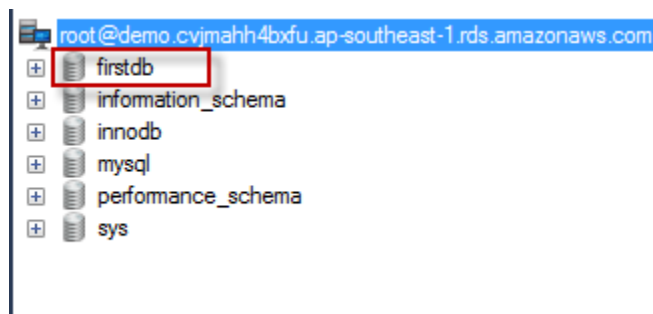 root@demo.cvjmahh4bxfu.ap-southeast-1.rds.amazonaws.com
firstdb
information_schema
innodb
mysql
performance_schema
sys